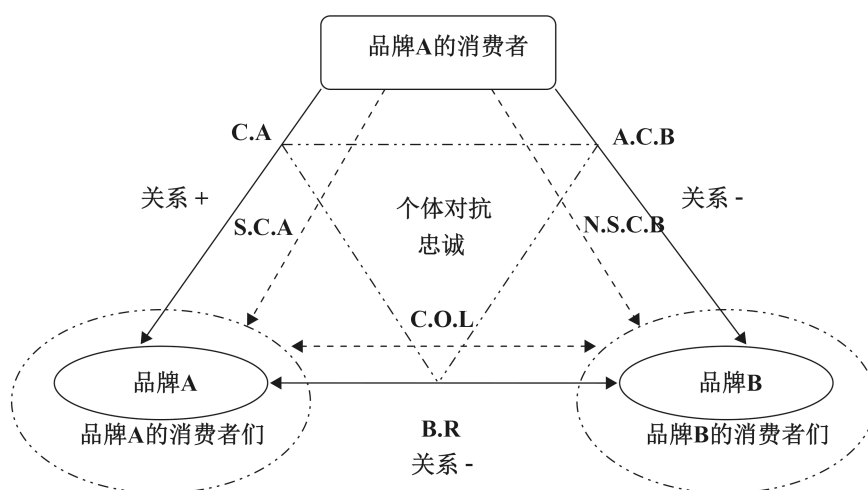 品牌A的消费者
C.A
A.C.B
关系 +
个体对抗
忠诚
关系 -
S.C.A
N.S.C.B
C.O.L
品牌A
品牌B
品牌A的消费者们
品牌B的消费者们
B.R
关系 -